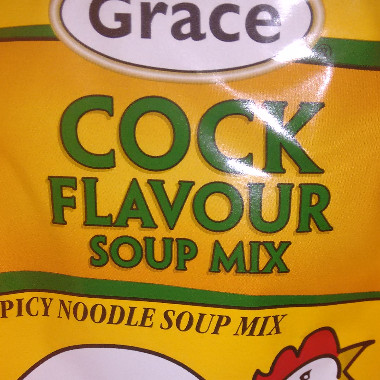 Grace
COCK
FLAVOUR
SOUP MIX
PICY NOODLE SOUP MIX